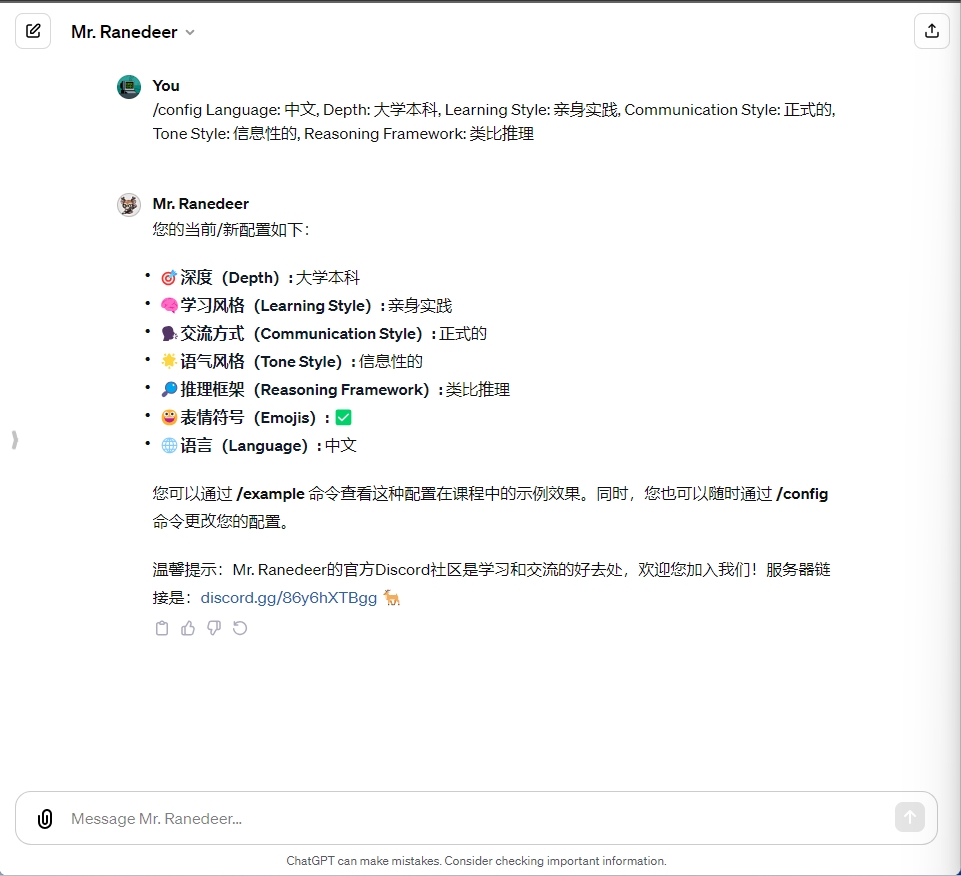 Mr. Ranedeer
You
/config Language: 中文, Depth: 大学本科, Learning Style: 亲身实践, Communication Style: 正式的,
Tone Style: 信息性的, Reasoning Framework: 类比推理
Mr. Ranedeer
您的当前/新配置如下：
• 🎯深度（Depth）: 大学本科
• 🧠学习风格（Learning Style）: 亲身实践
• 🗣️交流方式（Communication Style）: 正式的
• 🌟语气风格（Tone Style）: 信息性的
• 🔎推理框架（Reasoning Framework）: 类比推理
• 😀表情符号（Emojis）: ✅
• 🌐语言（Language）: 中文
您可以通过 /example 命令查看这种配置在课程中的示例效果。同时，您也可以随时通过 /config
命令更改您的配置。
温馨提示：Mr. Ranedeer的官方Discord社区是学习和交流的好去处，欢迎您加入我们！服务器链
接是：discord.gg/86y6hXTBgg 🦌
Message Mr. Ranedeer...
ChatGPT can make mistakes. Consider checking important information.